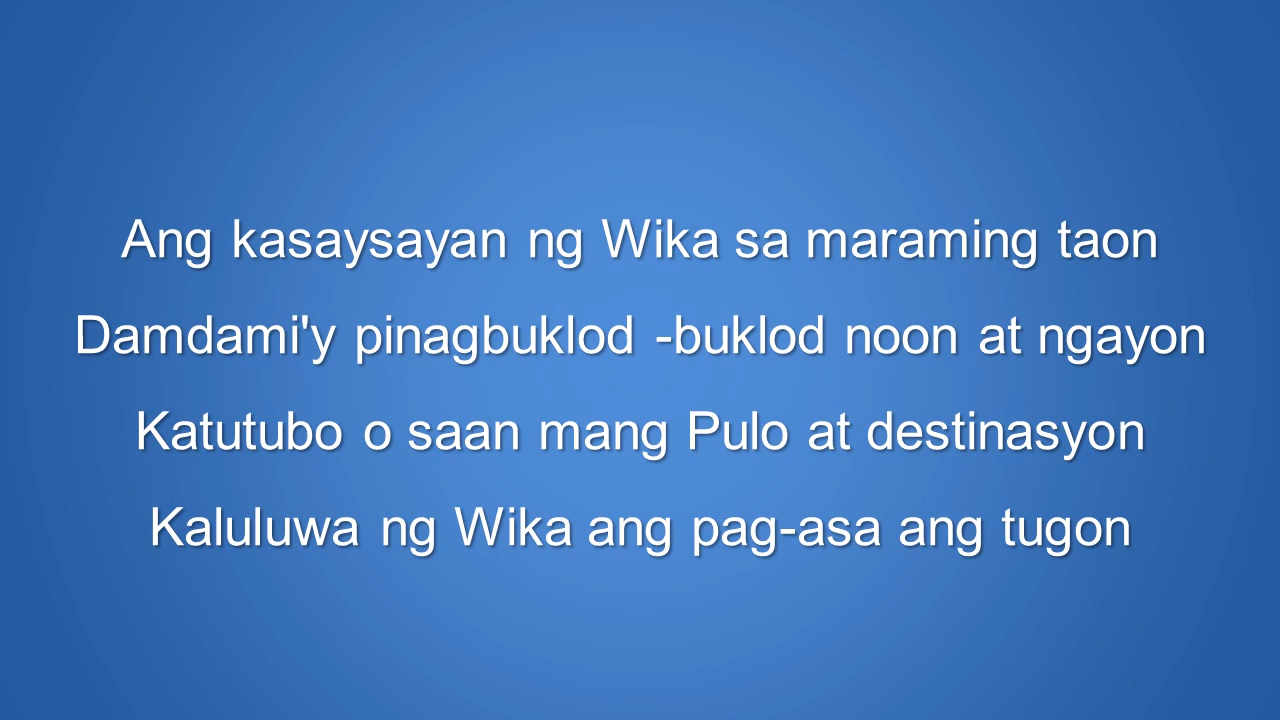 Ang kasaysayan ng Wika sa maraming taon
Damdami'y pinagbuklod -buklod noon at ngayon
Katutubo o saan mang Pulo at destinasyon
Kaluluwa ng Wika ang pag-asa ang tugon